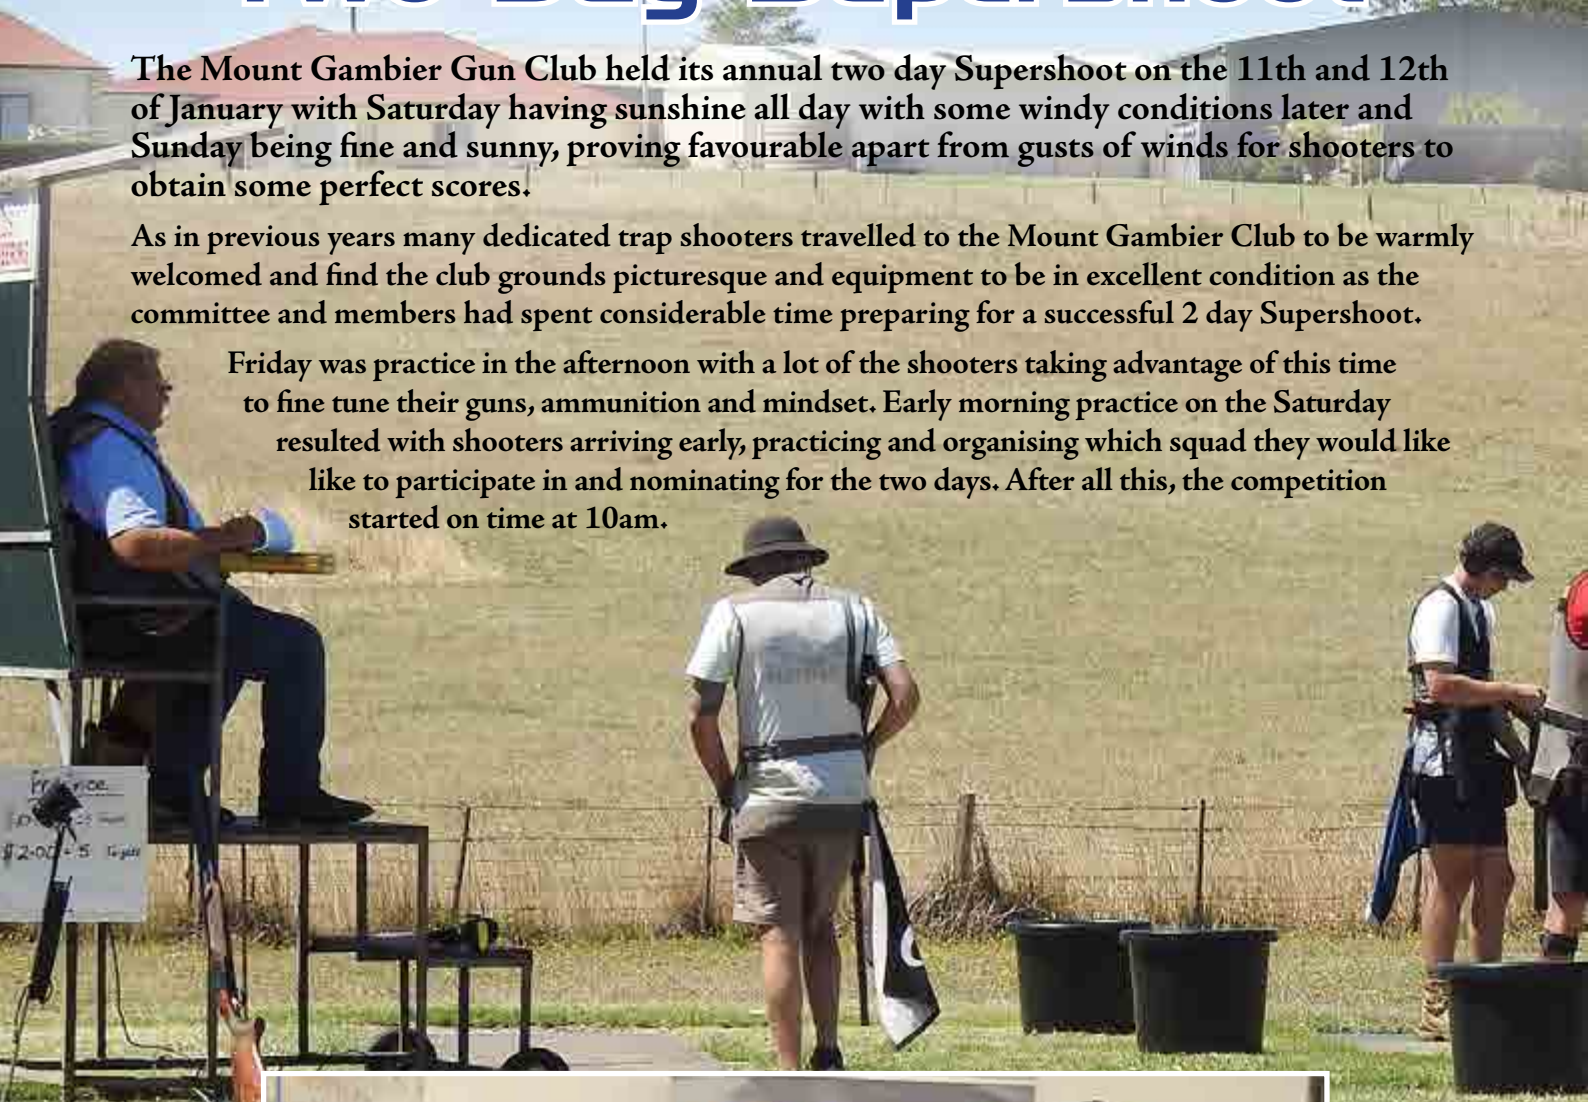 Two Day Supershoot
The Mount Gambier Gun Club held its annual two day Supershoot on the 11th and 12th
of January with Saturday having sunshine all day with some windy conditions later and
Sunday being fine and sunny, proving favourable apart from gusts of winds for shooters to
obtain some perfect scores.
As in previous years many dedicated trap shooters travelled to the Mount Gambier Club to be warmly
welcomed and find the club grounds picturesque and equipment to be in excellent condition as the
committee and members had spent considerable time preparing for a successful 2 day Supershoot.
Friday was practice in the afternoon with a lot of the shooters taking advantage of this time
to fine tune their guns, ammunition and mindset. Early morning practice on the Saturday
resulted with shooters arriving early, practicing and organising which squad they would like
like to participate in and nominating for the two days. After all this, the competition
started on time at 10am.
$2-00 - 5